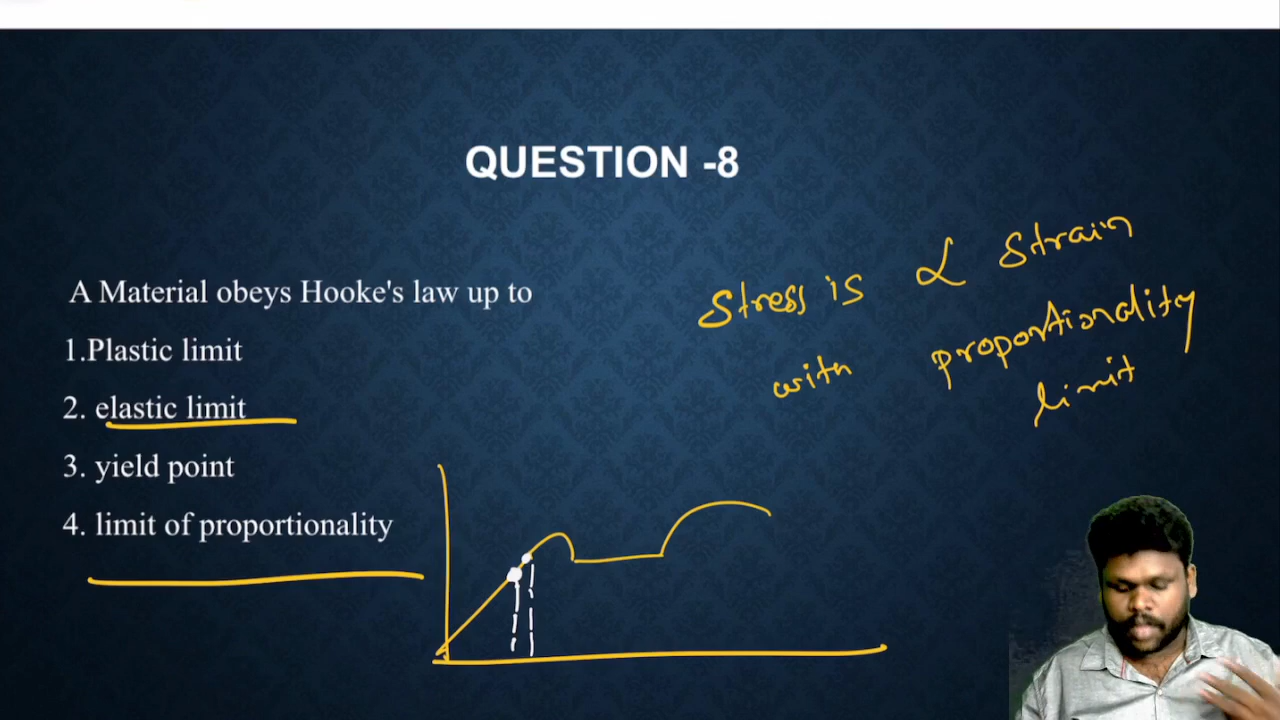 QUESTION -8
A Material obeys Hooke's law up to
1.Plastic limit
2. elastic limit
3. yield point
4. limit of proportionality
Stress is ∝ Strain
with proportionality
limit